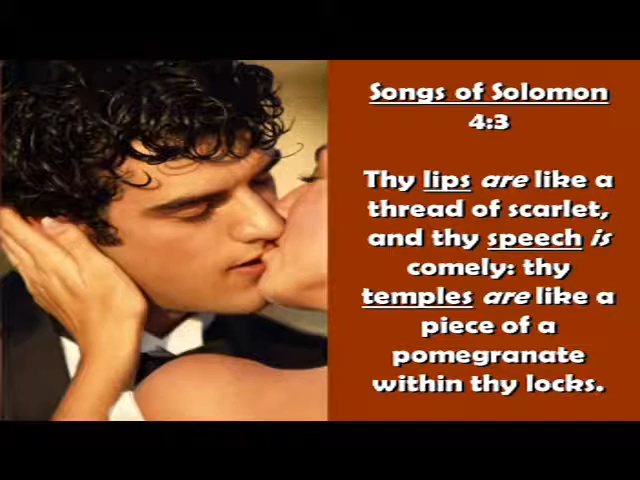 Songs of Solomon
4:3
Thy lips are like a
thread of scarlet,
and thy speech is
comely: thy
temples are like a
piece of a
pomegranate
within thy locks.